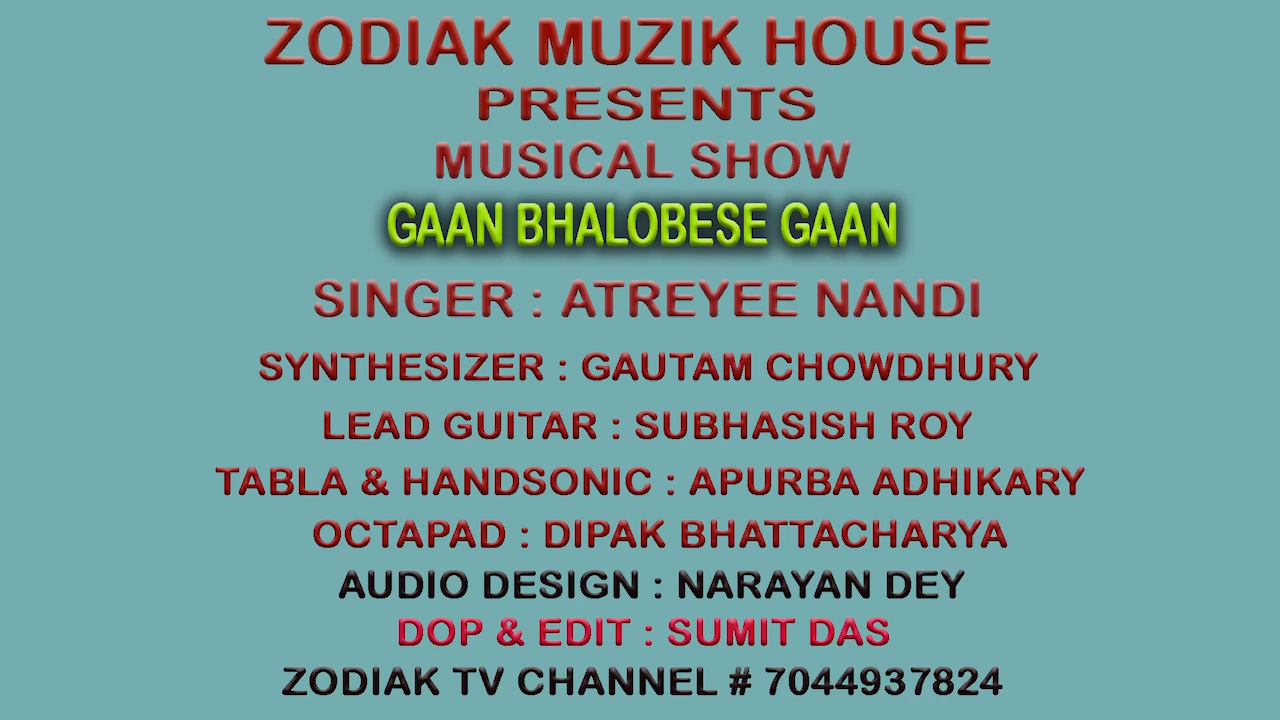 ZODIAK MUZIK HOUSE
PRESENTS
MUSICAL SHOW
GAAN BHALOBESE GAAN
SINGER : ATREYEE NANDI
SYNTHESIZER : GAUTAM CHOWDHURY
LEAD GUITAR : SUBHASISH ROY
TABLA & HANDSONIC : APURBA ADHIKARY
OCTAPAD : DIPAK BHATTACHARYA
AUDIO DESIGN : NARAYAN DEY
DOP & EDIT : SUMIT DAS
ZODIAK TV CHANNEL # 7044937824